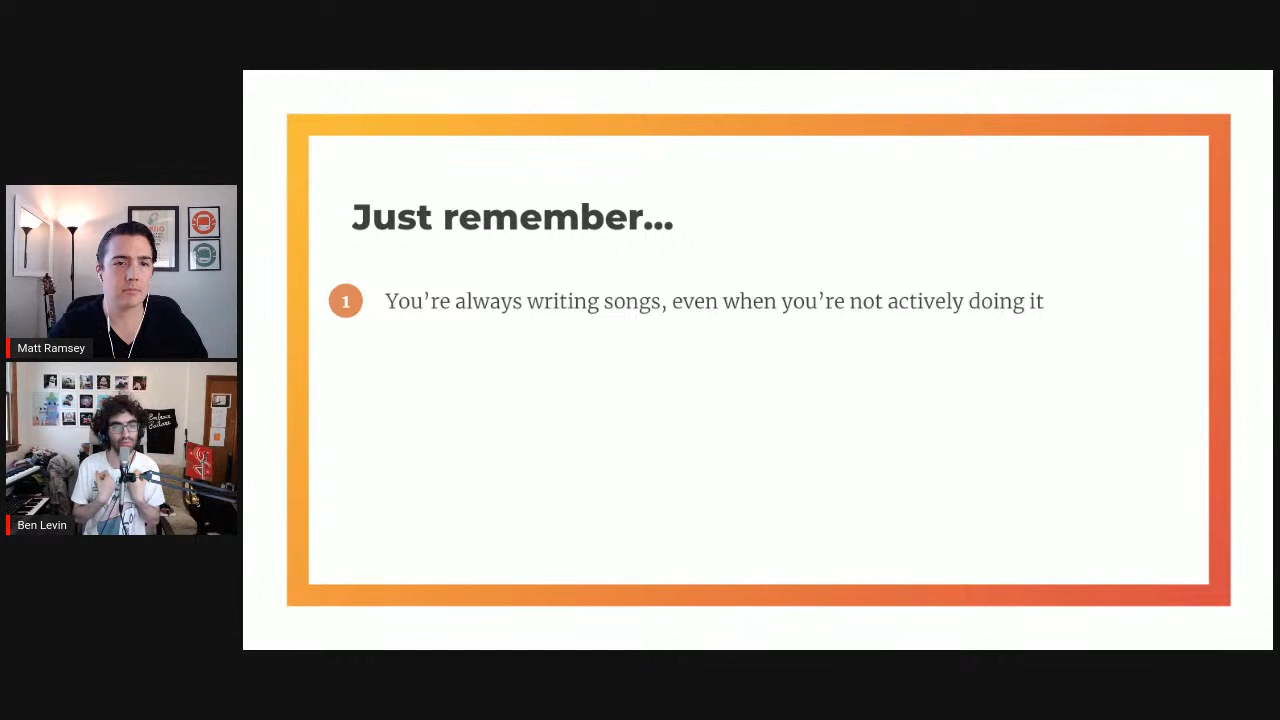 Just remember...
1 You’re always writing songs, even when you’re not actively doing it
Matt Ramsey
Embrace
Ben Levin